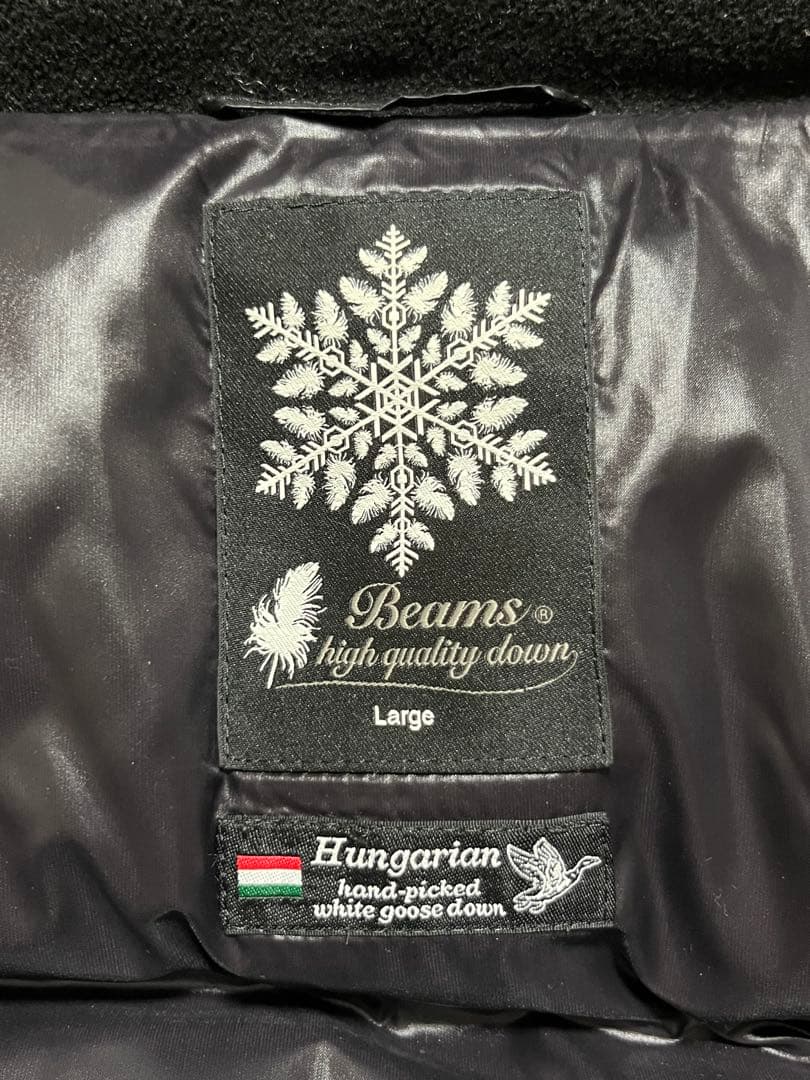 Beams®
high quality down
Large
Hungarian
hand-picked
white goose down